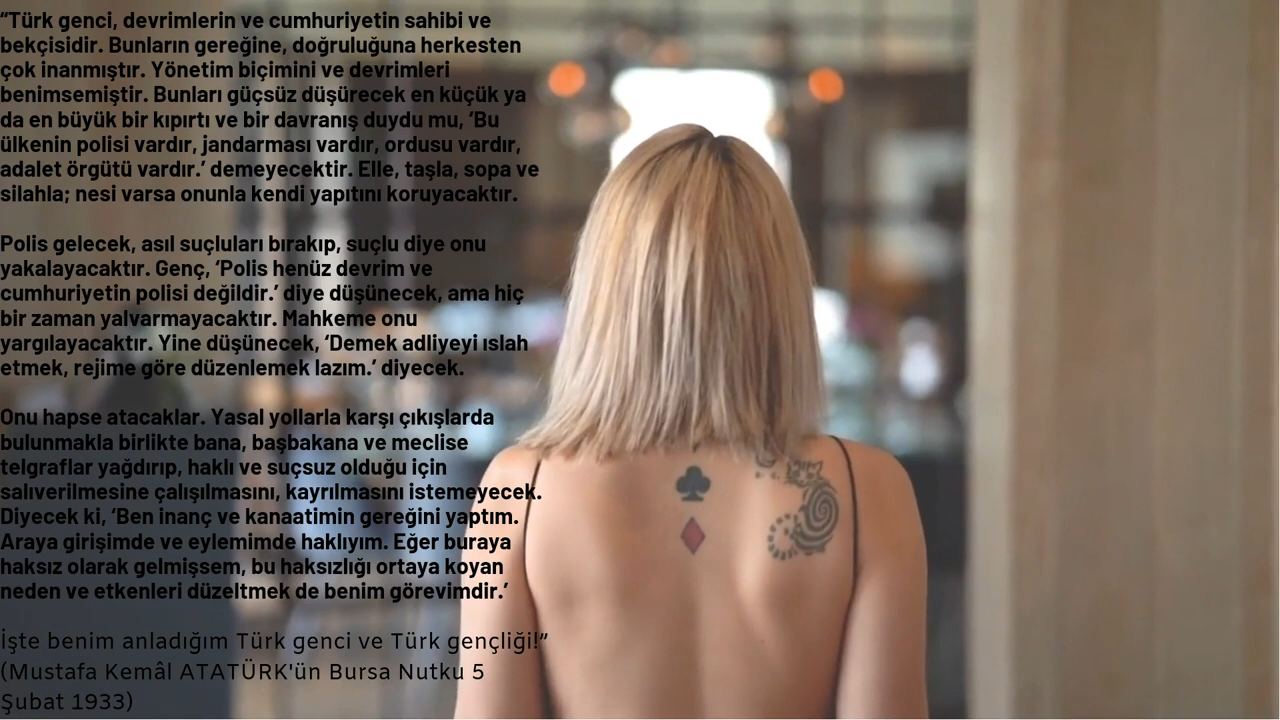 “Türk genci, devrimlerin ve cumhuriyetin sahibi ve
bekçisidir. Bunların gereğine, doğruluğuna herkesten
çok inanmıştır. Yönetim biçimini ve devrimleri
benimsemiştir. Bunları güçsüz düşürecek en küçük ya
da en büyük bir kıpırtı ve bir davranış duydu mu, ‘Bu
ülkenin polisi vardır, jandarması vardır, ordusu vardır,
adalet örgütü vardır.’ demeyecektir. Elle, taşla, sopa ve
silahla; nesi varsa onunla kendi yapıtını koruyacaktır.

Polis gelecek, asıl suçluları bırakıp, suçlu diye onu
yakalayacaktır. Genç, ‘Polis henüz devrim ve
cumhuriyetin polisi değildir.’ diye düşünecek, ama hiç
bir zaman yalvarmayacaktır. Mahkeme onu
yargılayacaktır. Yine düşünecek, ‘Demek adliyeyi ıslah
etmek, rejime göre düzenlemek lazım.’ diyecek.

Onu hapse atacaklar. Yasal yollarla karşı çıkışlarda
bulunmakla birlikte bana, başbakana ve meclise
telgraflar yağdırıp, haklı ve suçsuz olduğu için
salıverilmesine çalışılmasını, kayrılmasını istemeyecek.
Diyecek ki, ‘Ben inanç ve kanaatimin gereğini yaptım.
Araya girişimde ve eylemimde haklıyım. Eğer buraya
haksız olarak gelmişsem, bu haksızlığı ortaya koyan
neden ve etkenleri düzeltmek de benim görevimdir.’

İşte benim anladığım Türk genci ve Türk gençliği!”
(Mustafa Kemâl ATATÜRK'ün Bursa Nutku 5
Şubat 1933)